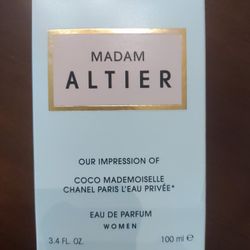 MADAM
ALTIER
OUR IMPRESSION OF
COCO MADEMOISELLE
CHANEL PARIS L'EAU PRIVÉE*
EAU DE PARFUM
WOMEN
3.4 FL. OZ. 100 ml ℮